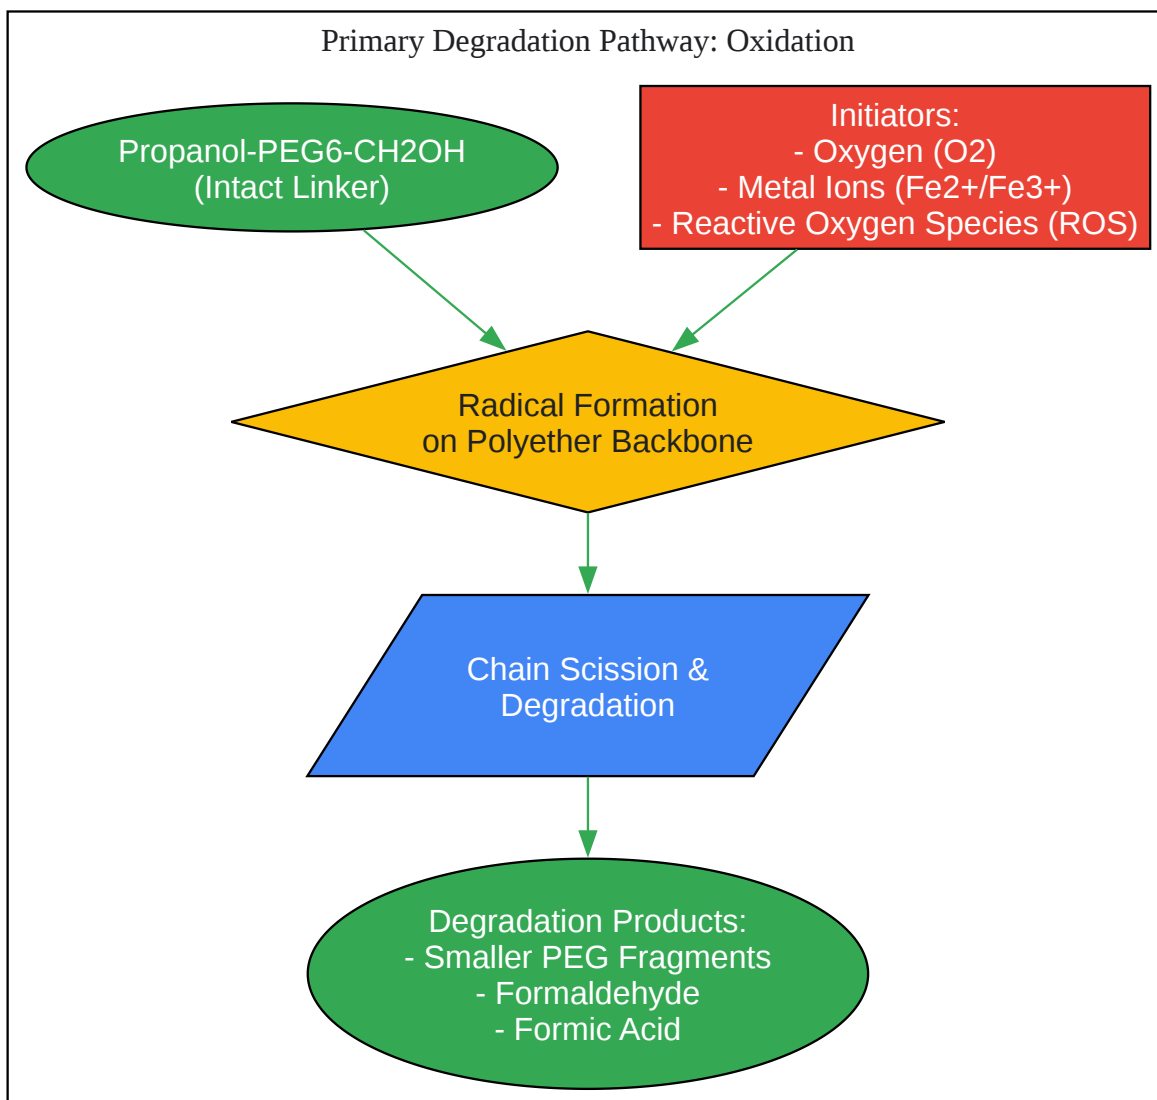 Primary Degradation Pathway: Oxidation
Propanol-PEG6-CH2OH
(Intact Linker)
Initiators:
- Oxygen (O2)
- Metal Ions (Fe2+/Fe3+)
- Reactive Oxygen Species (ROS)
Radical Formation
on Polyether Backbone
Chain Scission &
Degradation
Degradation Products:
- Smaller PEG Fragments
- Formaldehyde
- Formic Acid